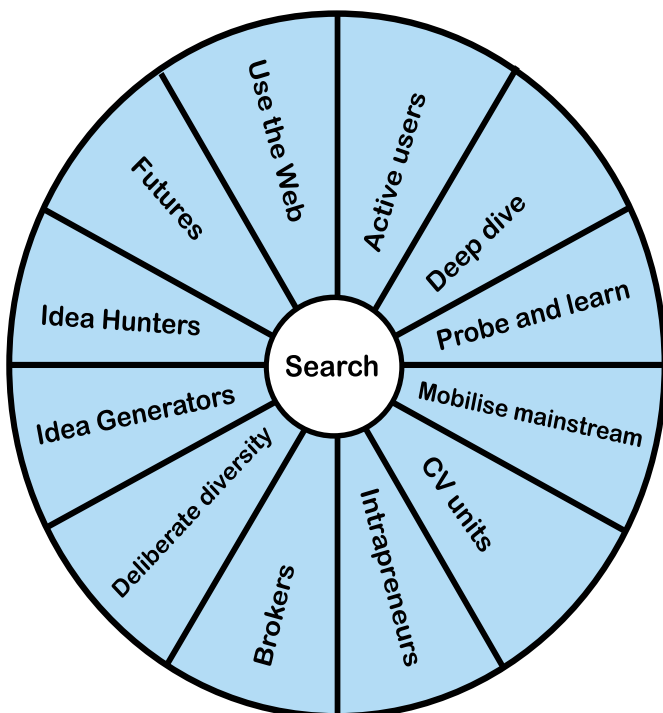 Use the Web
Active users
Deep dive
Probe and learn
Mobilise mainstream
CV units
Intrapreneurs
Brokers
Deliberate diversity
Idea Generators
Idea Hunters
Futures
Search